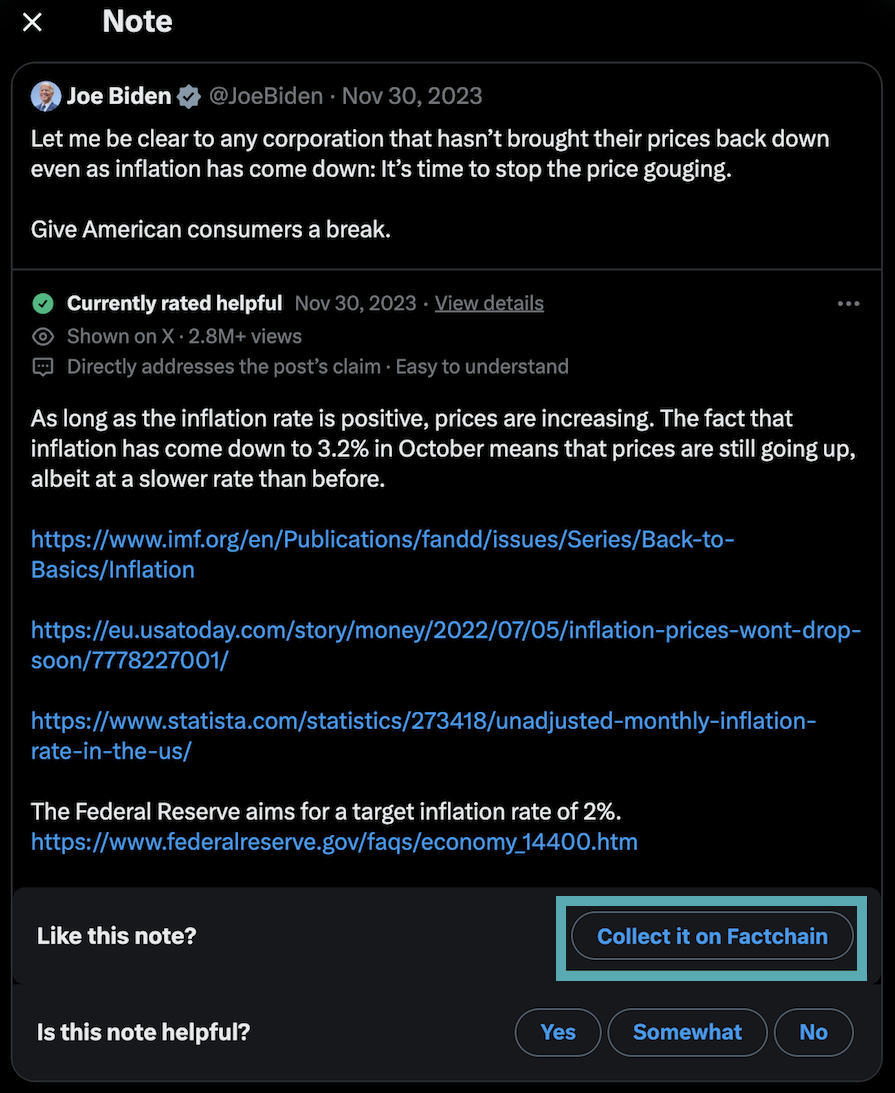 Note
Joe Biden @JoeBiden · Nov 30, 2023
Let me be clear to any corporation that hasn’t brought their prices back down
even as inflation has come down: It’s time to stop the price gouging.
Give American consumers a break.
Currently rated helpful Nov 30, 2023 · View details
Shown on X · 2.8M+ views
Directly addresses the post’s claim · Easy to understand
As long as the inflation rate is positive, prices are increasing. The fact that
inflation has come down to 3.2% in October means that prices are still going up,
albeit at a slower rate than before.
https://www.imf.org/en/Publications/fandd/issues/Series/Back-to-
Basics/Inflation
https://eu.usatoday.com/story/money/2022/07/05/inflation-prices-wont-drop-
soon/7778227001/
https://www.statista.com/statistics/273418/unadjusted-monthly-inflation-
rate-in-the-us/
The Federal Reserve aims for a target inflation rate of 2%.
https://www.federalreserve.gov/faqs/economy_14400.htm
Like this note? Collect it on Factchain
Is this note helpful? Yes Somewhat No